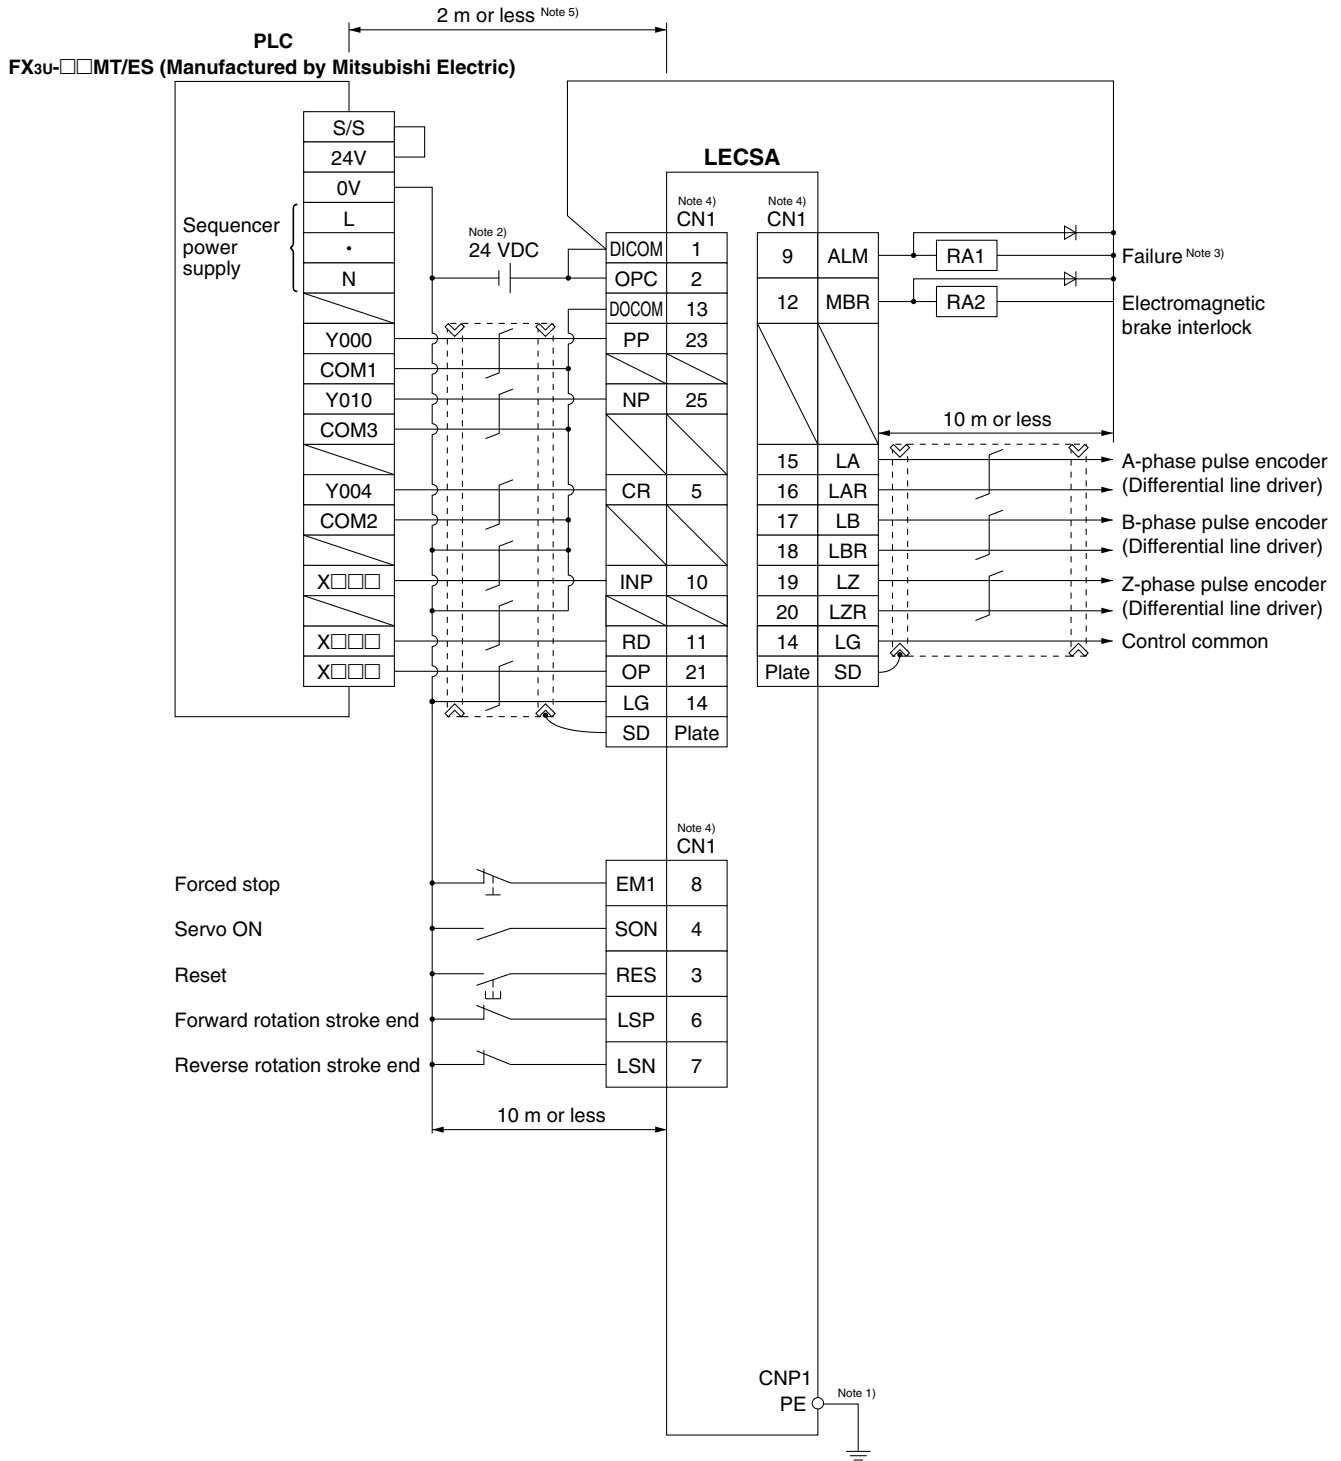 2 m or less Note 5)
PLC
FX3U-□□MT/ES (Manufactured by Mitsubishi Electric)
S/S
24V
0V
L
•
N
Sequencer
power
supply
Y000
COM1
Y010
COM3
Y004
COM2
X□□□
X□□□
X□□□
Note 2)
24 VDC
LECSA
Note 4)
CN1
DICOM 1
OPC 2
DOCOM 13
PP 23
NP 25
CR 5
INP 10
RD 11
OP 21
LG 14
SD Plate
Note 4)
CN1
9 ALM
12 MBR
15 LA
16 LAR
17 LB
18 LBR
19 LZ
20 LZR
14 LG
Plate SD
RA1
Failure Note 3)
RA2
Electromagnetic
brake interlock
10 m or less
A-phase pulse encoder
(Differential line driver)
B-phase pulse encoder
(Differential line driver)
Z-phase pulse encoder
(Differential line driver)
Control common
Note 4)
CN1
Forced stop EM1 8
Servo ON SON 4
Reset RES 3
Forward rotation stroke end LSP 6
Reverse rotation stroke end LSN 7
10 m or less
CNP1
PE Note 1)